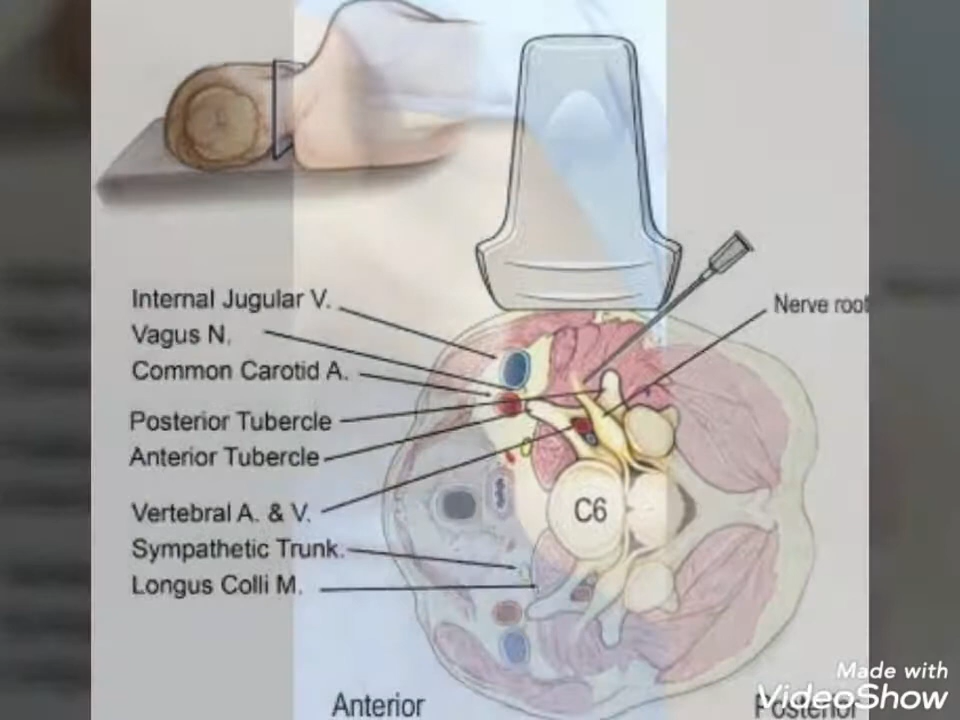 Internal Jugular V.
Vagus N.
Common Carotid A.
Posterior Tubercle
Anterior Tubercle
Vertebral A. & V.
Sympathetic Trunk.
Longus Colli M.
Nerve root
C6
Anterior
Posterior
Made with
VideoShow